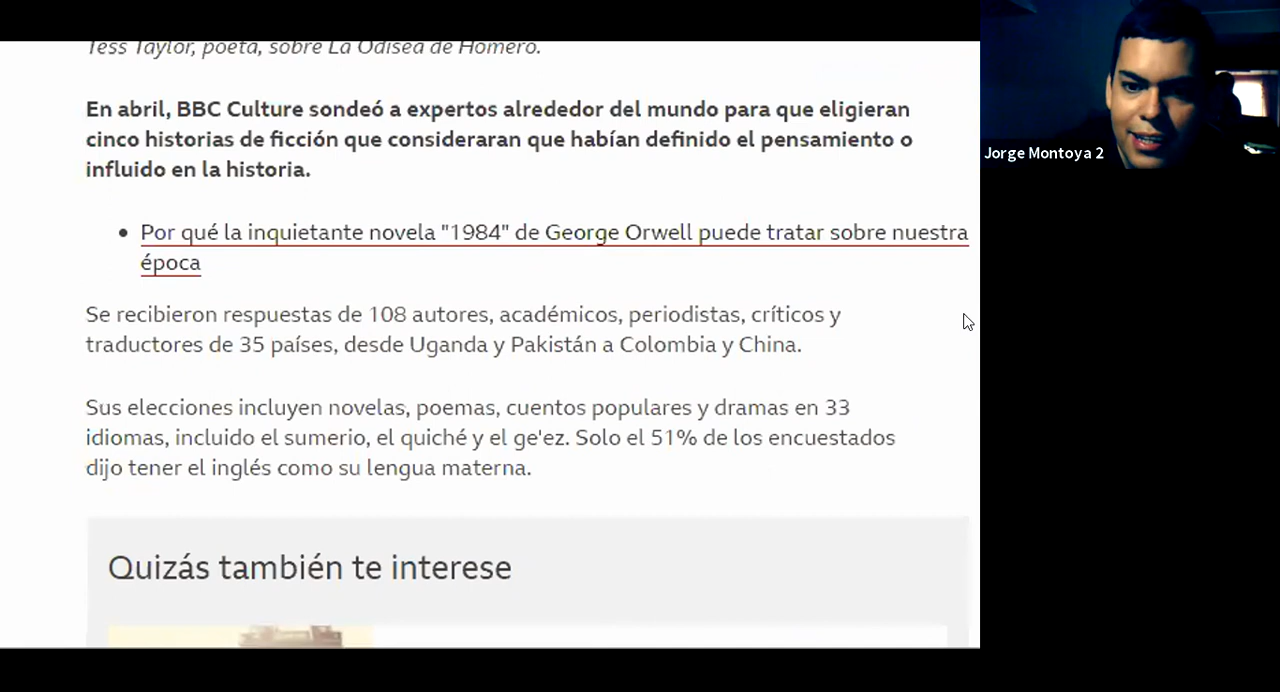 Tess Taylor, poeta, sobre La Odisea de Homero.
En abril, BBC Culture sondeó a expertos alrededor del mundo para que eligieran
cinco historias de ficción que consideraran que habían definido el pensamiento o
influido en la historia.
• Por qué la inquietante novela "1984" de George Orwell puede tratar sobre nuestra
época
Se recibieron respuestas de 108 autores, académicos, periodistas, críticos y
traductores de 35 países, desde Uganda y Pakistán a Colombia y China.
Sus elecciones incluyen novelas, poemas, cuentos populares y dramas en 33
idiomas, incluido el sumerio, el quiché y el ge'ez. Solo el 51% de los encuestados
dijo tener el inglés como su lengua materna.
Quizás también te interese
Jorge Montoya 2